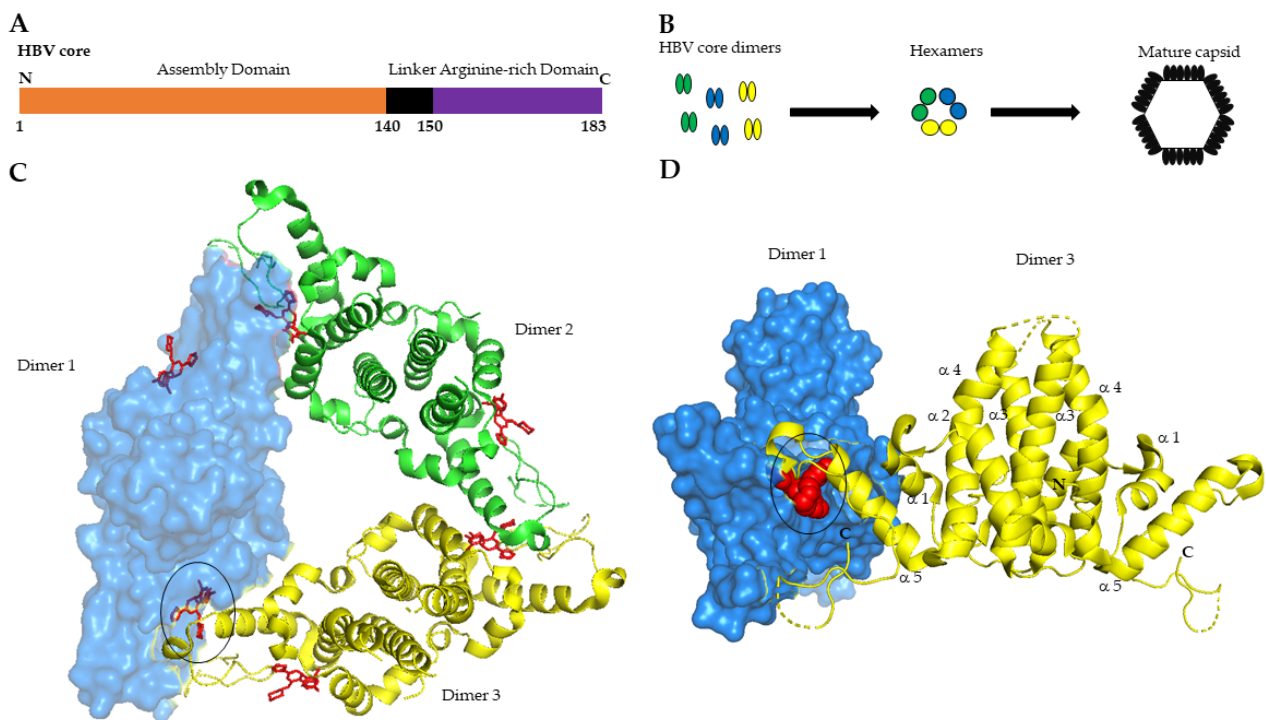 A
HBV core
N
Assembly Domain
Linker Arginine-rich Domain
C
1
140
150
183
B
HBV core dimers
Hexamers
Mature capsid
C
Dimer 1
Dimer 2
Dimer 3
D
Dimer 1
Dimer 3
α 4
α 4
α 2
α3
α3
α 1
α 1
N
C
C
α 5
α 5